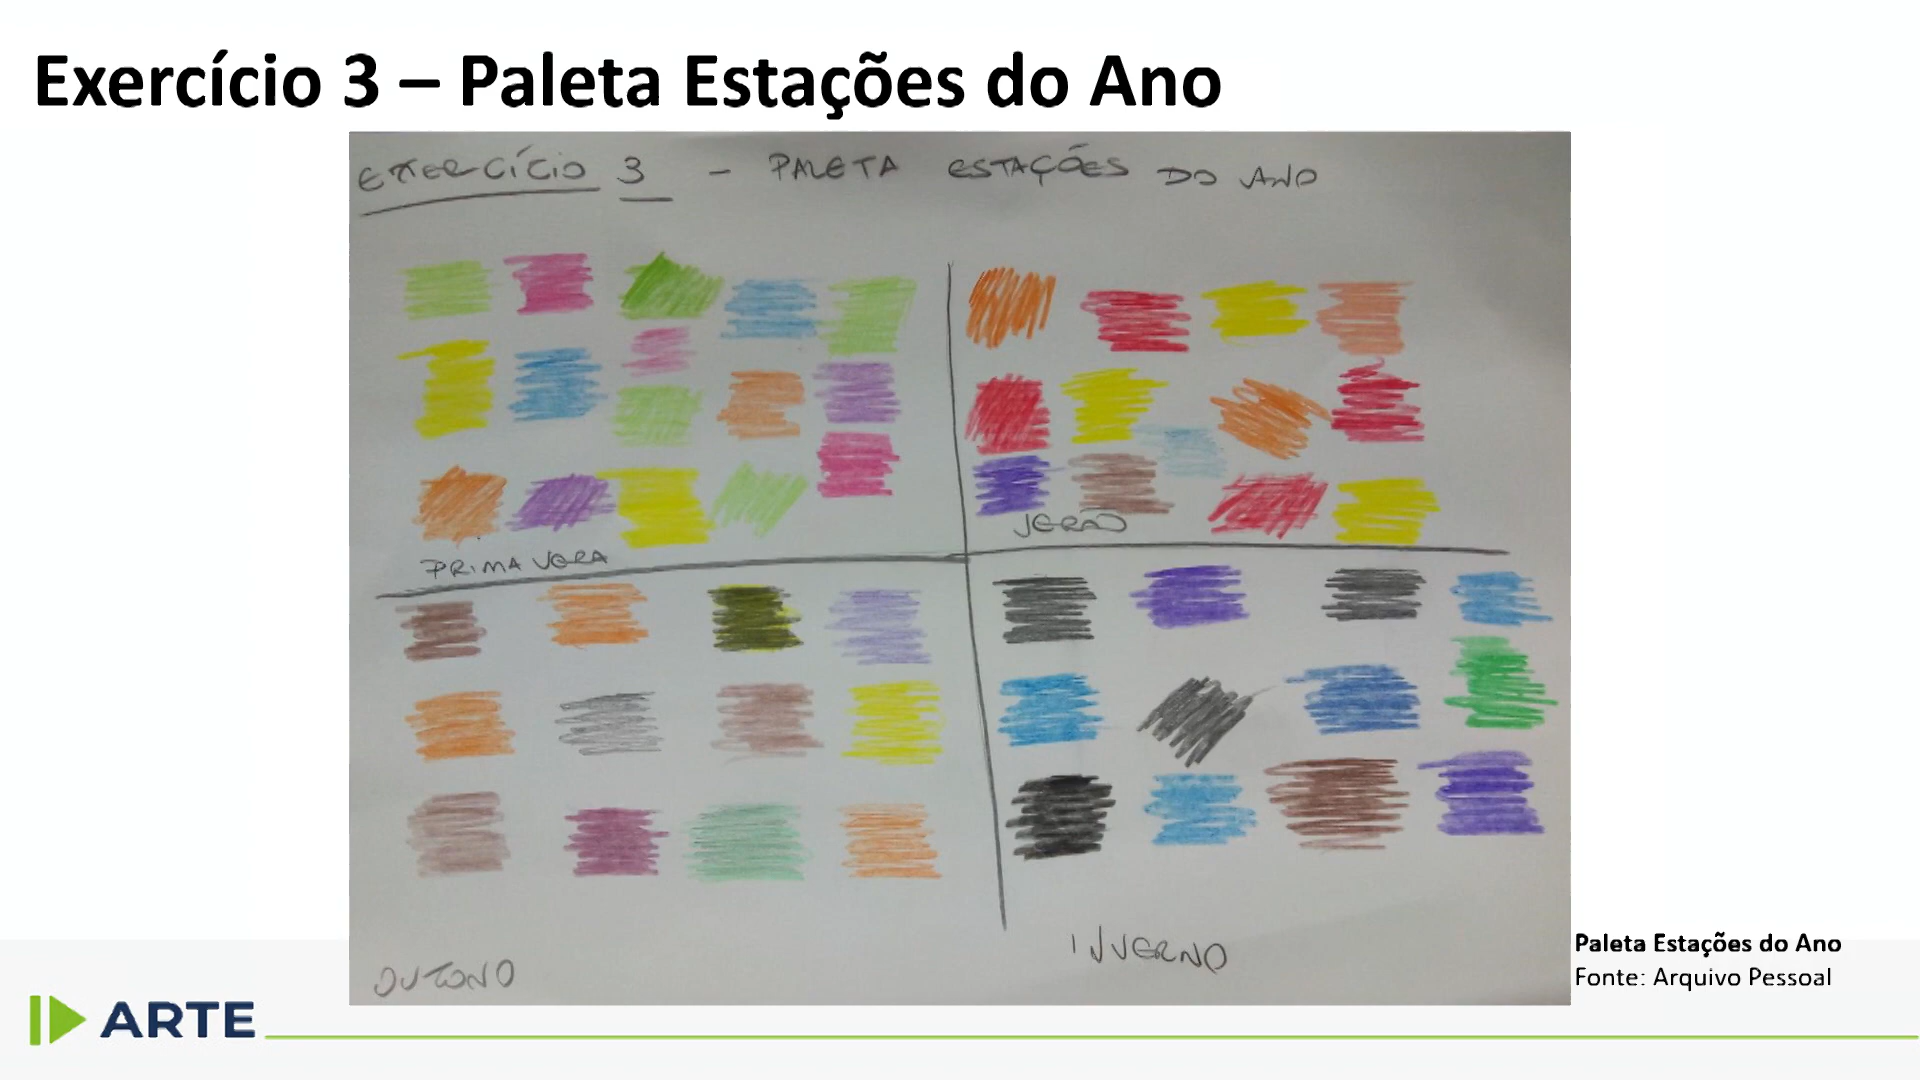 Exercício 3 – Paleta Estações do Ano
EXERCÍCIO 3 - PALETA ESTAÇÕES DO ANO
PRIMAVERA
VERÃO
OUTONO
INVERNO
Paleta Estações do Ano
Fonte: Arquivo Pessoal
ARTE